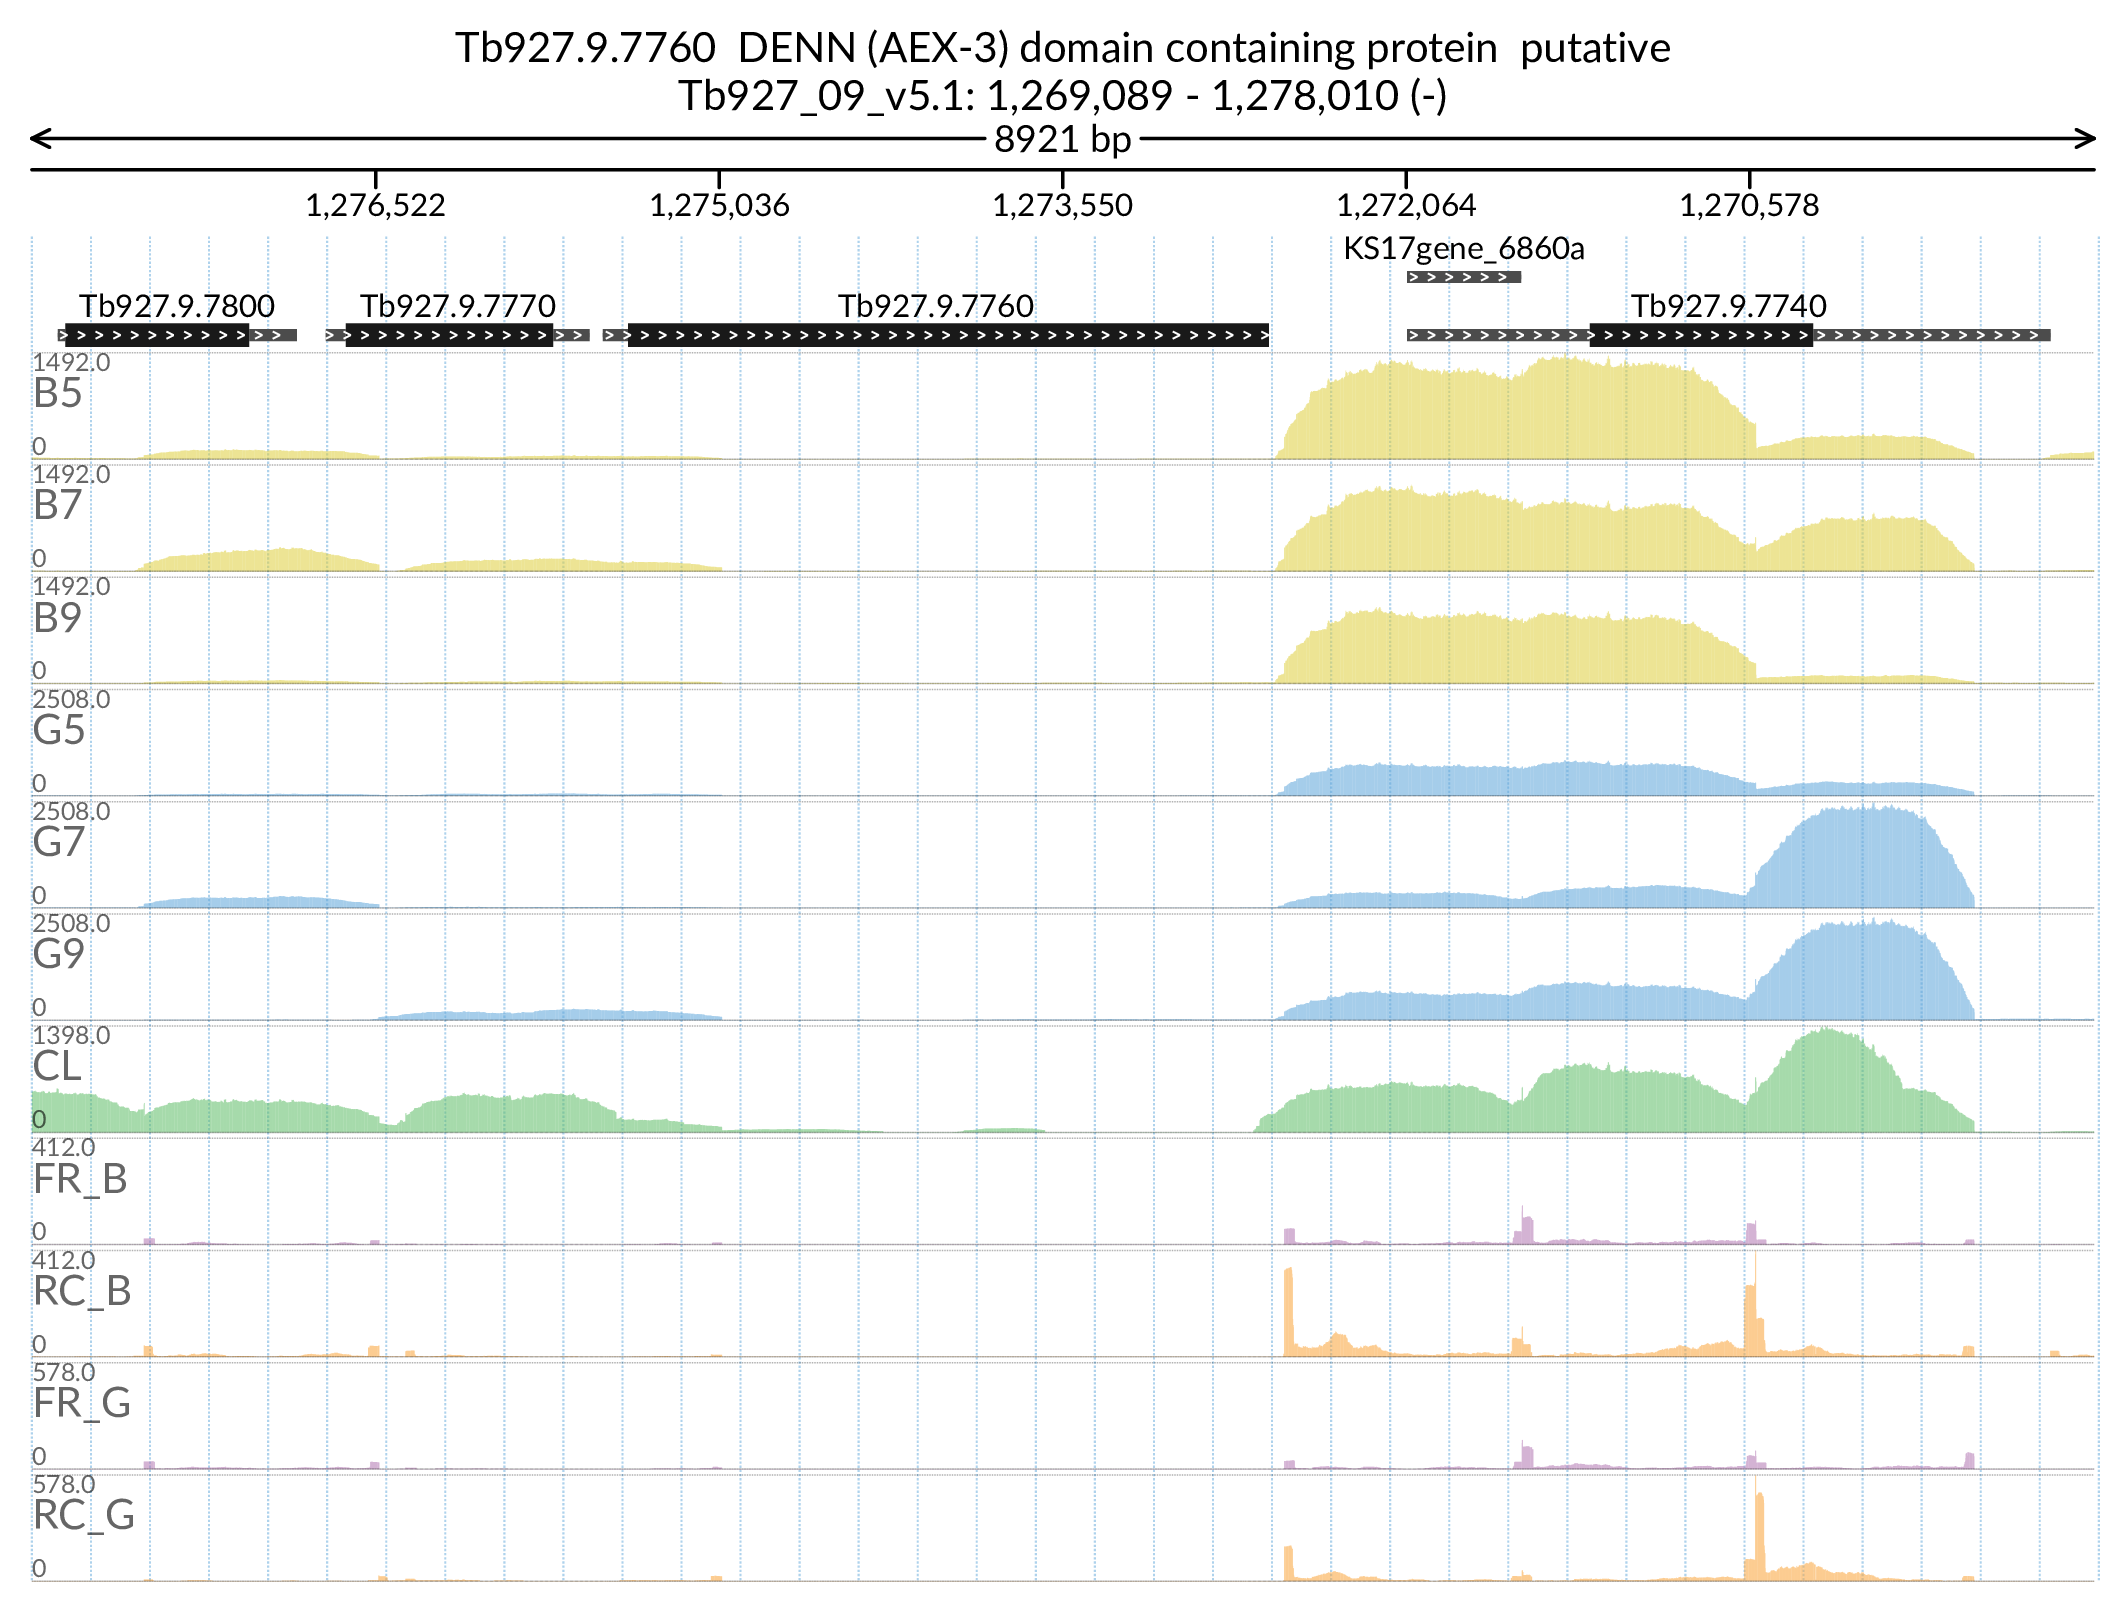 Tb927.9.7760  DENN (AEX-3) domain containing protein  putative
Tb927_09_v5.1: 1,269,089 - 1,278,010 (-)
8921 bp
1,276,522 1,275,036 1,273,550 1,272,064 1,270,578
KS17gene_6860a
Tb927.9.7800 Tb927.9.7770 Tb927.9.7760 Tb927.9.7740
1492.0
B5
0
1492.0
B7
0
1492.0
B9
0
2508.0
G5
0
2508.0
G7
0
2508.0
G9
0
1398.0
CL
0
412.0
FR_B
0
412.0
RC_B
0
578.0
FR_G
0
578.0
RC_G
0